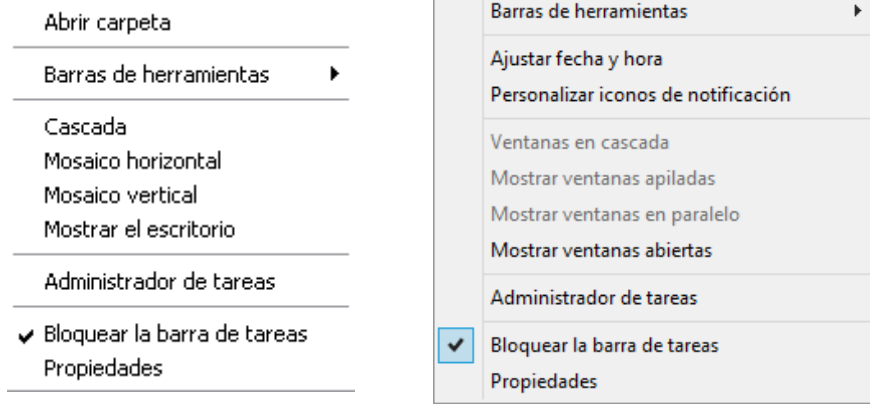 Abrir carpeta
Barras de herramientas
Cascada
Mosaico horizontal
Mosaico vertical
Mostrar el escritorio
Administrador de tareas
Bloquear la barra de tareas
Propiedades
Barras de herramientas
Ajustar fecha y hora
Personalizar iconos de notificación
Ventanas en cascada
Mostrar ventanas apiladas
Mostrar ventanas en paralelo
Mostrar ventanas abiertas
Administrador de tareas
Bloquear la barra de tareas
Propiedades